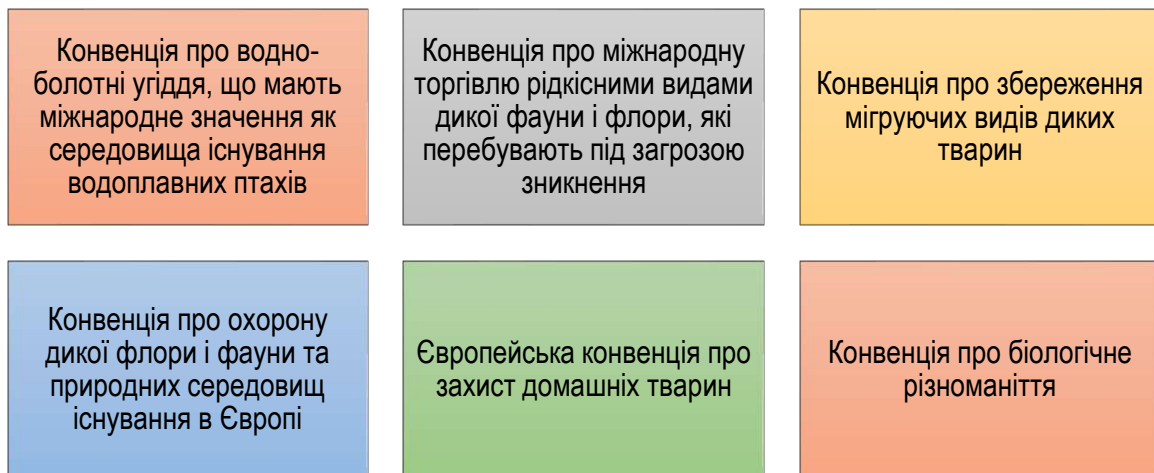 Конвенція про водно-
болотні угіддя, що мають
міжнародне значення як
середовища існування
водоплавних птахів
Конвенція про міжнародну
торгівлю рідкісними видами
дикої фауни і флори, які
перебувають під загрозою
зникнення
Конвенція про збереження
мігруючих видів диких
тварин
Конвенція про охорону
дикої флори і фауни та
природних середовищ
існування в Європі
Європейська конвенція про
захист домашніх тварин
Конвенція про біологічне
різноманіття